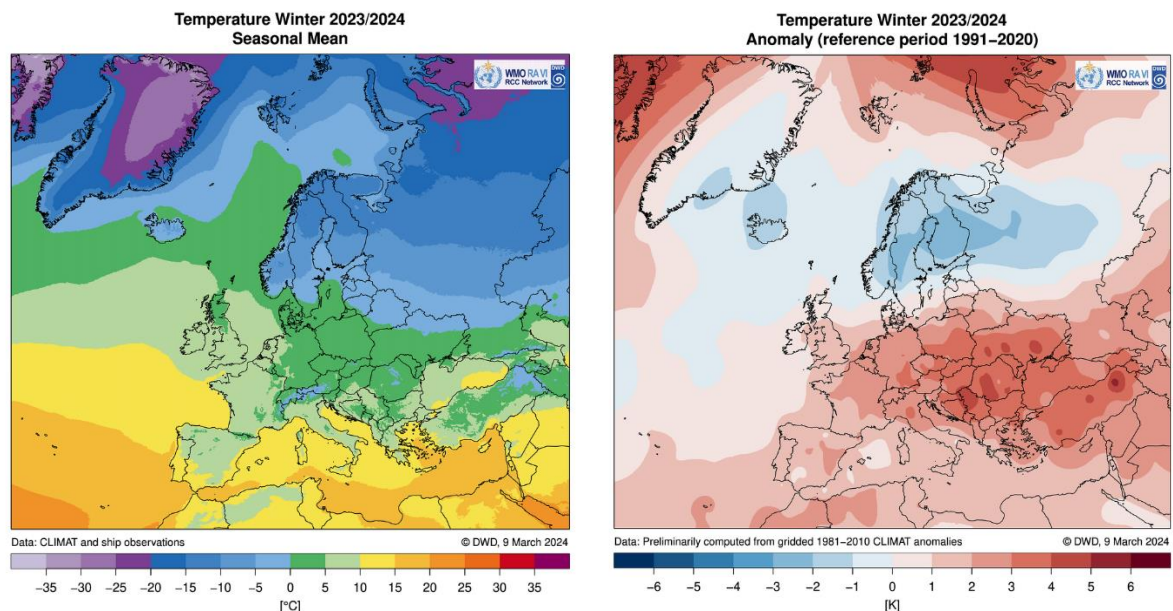 Temperature Winter 2023/2024
Seasonal Mean
WMO RA VI
RCC Network
DWD
Data: CLIMAT and ship observations
© DWD, 9 March 2024
−35 −30 −25 −20 −15 −10 −5 0 5 10 15 20 25 30 35
[°C]
Temperature Winter 2023/2024
Anomaly (reference period 1991−2020)
WMO RA VI
RCC Network
DWD
Data: Preliminarily computed from gridded 1981−2010 CLIMAT anomalies
© DWD, 9 March 2024
−6 −5 −4 −3 −2 −1 0 1 2 3 4 5 6
[K]